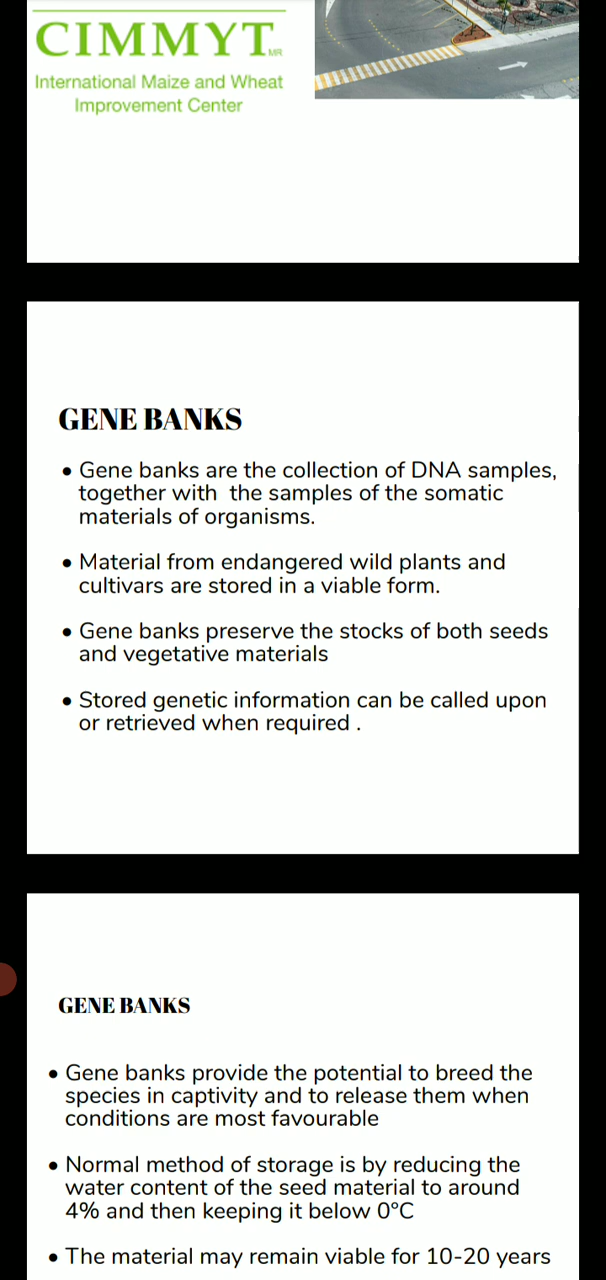 CIMMYT MR
International Maize and Wheat
Improvement Center
GENE BANKS
• Gene banks are the collection of DNA samples,
together with  the samples of the somatic
materials of organisms.
• Material from endangered wild plants and
cultivars are stored in a viable form.
• Gene banks preserve the stocks of both seeds
and vegetative materials
• Stored genetic information can be called upon
or retrieved when required .
GENE BANKS
• Gene banks provide the potential to breed the
species in captivity and to release them when
conditions are most favourable
• Normal method of storage is by reducing the
water content of the seed material to around
4% and then keeping it below 0°C
• The material may remain viable for 10-20 years